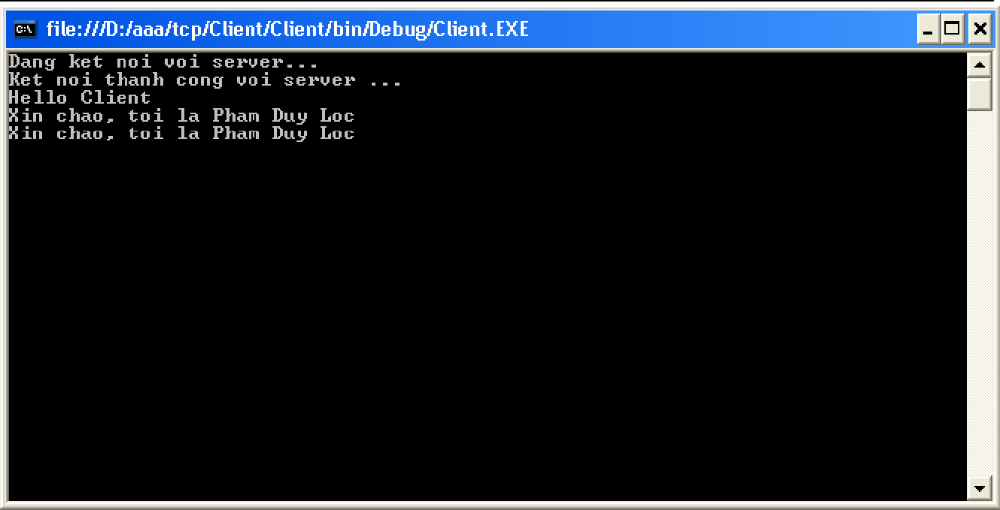 C:\ file:///D:/aaa/tcp/Client/Client/bin/Debug/Client.EXE
Dang ket noi voi server...
Ket noi thanh cong voi server ...
Hello Client
Xin chao, toi la Pham Duy Loc
Xin chao, toi la Pham Duy Loc